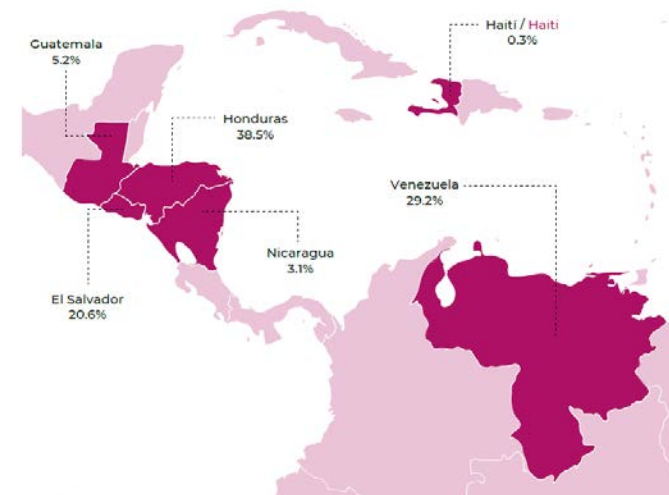 Haití / Haiti
0.3%
Guatemala
5.2%
Honduras
38.5%
Venezuela
29.2%
Nicaragua
3.1%
El Salvador
20.6%